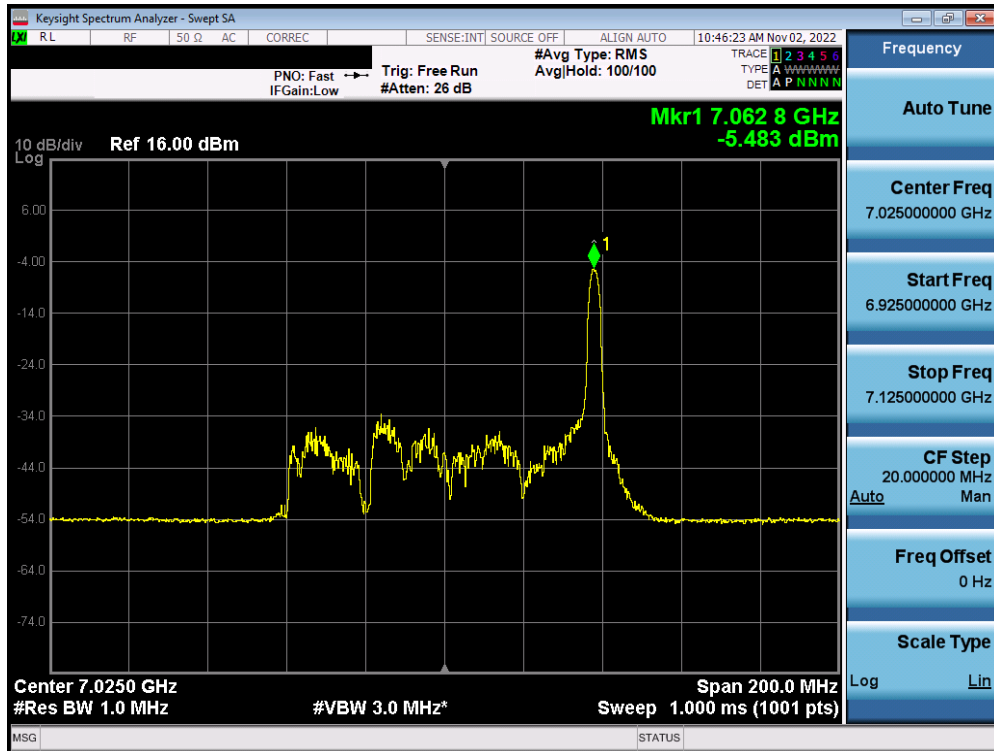 Keysight Spectrum Analyzer - Swept SA
LXI RL RF 50 Ω AC CORREC SENSE:INT SOURCE OFF ALIGN AUTO 10:46:23 AM Nov 02, 2022
#Avg Type: RMS TRACE 1 2 3 4 5 6
PNO: Fast Trig: Free Run Avg|Hold: 100/100 TYPE A WWWWW
IFGain:Low #Atten: 26 dB DET A P N N N N
Mkr1 7.062 8 GHz
-5.483 dBm
10 dB/div Ref 16.00 dBm
Log
6.00
1
-4.00
-14.0
-24.0
-34.0
-44.0
-54.0
-64.0
-74.0
Center 7.0250 GHz Span 200.0 MHz
#Res BW 1.0 MHz #VBW 3.0 MHz* Sweep 1.000 ms (1001 pts)
MSG STATUS
Frequency
Auto Tune
Center Freq
7.025000000 GHz
Start Freq
6.925000000 GHz
Stop Freq
7.125000000 GHz
CF Step
20.000000 MHz
Auto Man
Freq Offset
0 Hz
Scale Type
Log Lin